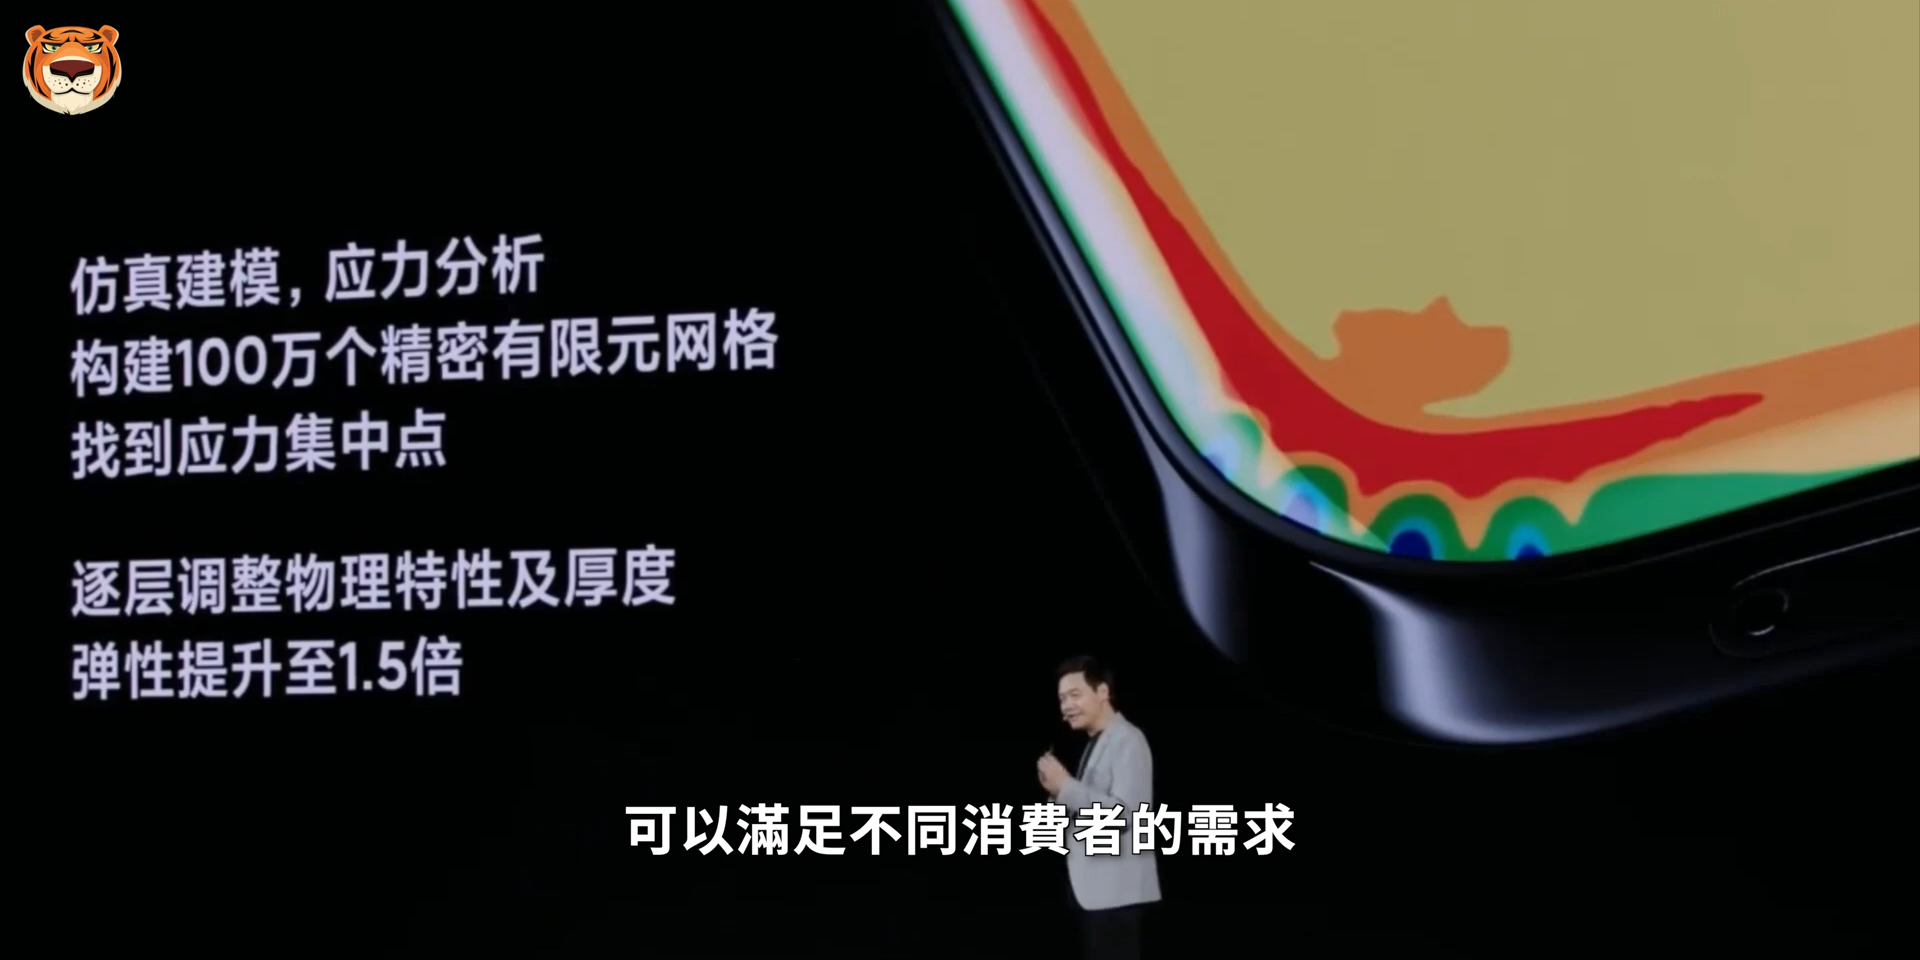 仿真建模，应力分析
构建100万个精密有限元网格
找到应力集中点
逐层调整物理特性及厚度
弹性提升至1.5倍
可以滿足不同消費者的需求